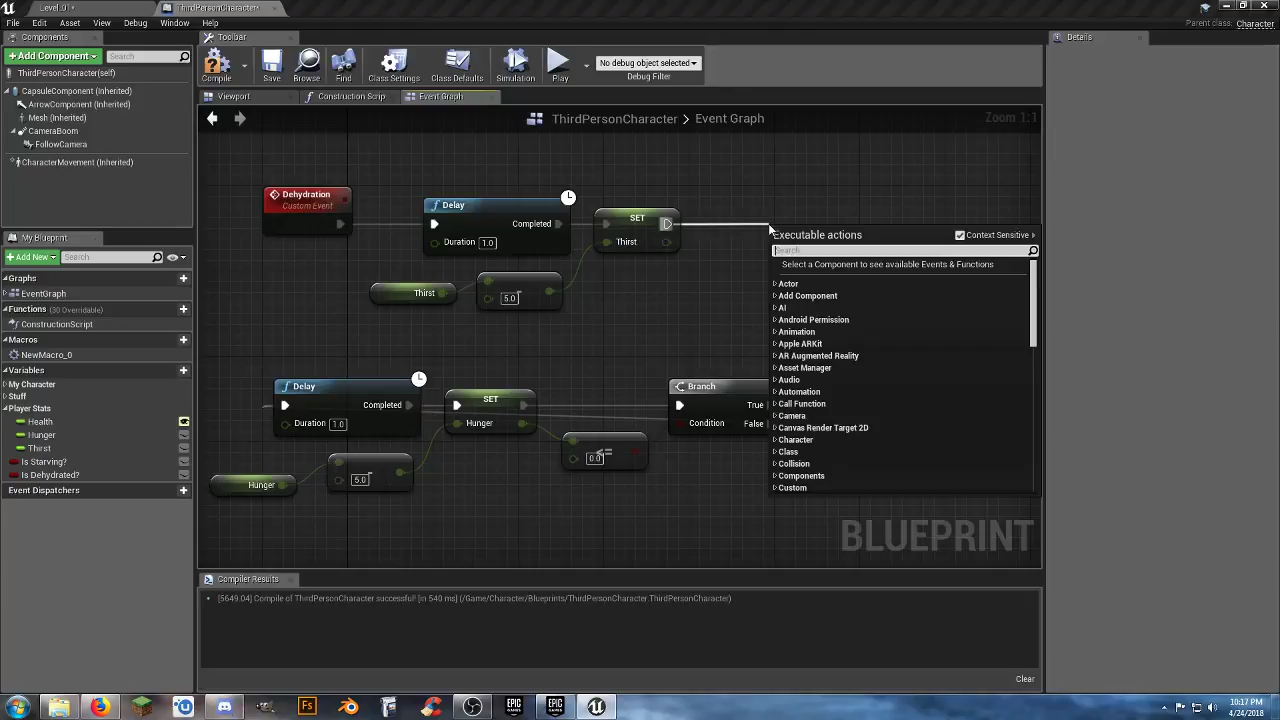 Level_01*
ThirdPersonCharacter*
File Edit Asset View Debug Window Help
Parent class: Character
Components
Toolbar
Details
Add Component
Search
ThirdPersonCharacter(self)
CapsuleComponent (Inherited)
ArrowComponent (Inherited)
Mesh (Inherited)
CameraBoom
FollowCamera
CharacterMovement (Inherited)
Compile
Save
Browse
Find
Class Settings
Class Defaults
Simulation
Play
No debug object selected
Debug Filter
Viewport
Construction Scrip
Event Graph
ThirdPersonCharacter > Event Graph
Zoom 1:1
My Blueprint
Add New
Search
Graphs
EventGraph
Functions (30 Overridable)
ConstructionScript
Macros
NewMacro_0
Variables
My Character
Stuff
Player Stats
Health
Hunger
Thirst
Is Starving?
Is Dehydrated?
Event Dispatchers
Dehydration
Custom Event
Delay
Completed
Duration 1.0
SET
Thirst
Thirst
5.0 -
Delay
Completed
Duration 1.0
SET
Hunger
Hunger
5.0 -
0.0 <=
Branch
True
Condition False
Executable actions
Context Sensitive
Search
Select a Component to see available Events & Functions
Actor
Add Component
AI
Android Permission
Animation
Apple ARKit
AR Augmented Reality
Asset Manager
Audio
Automation
Call Function
Camera
Canvas Render Target 2D
Character
Class
Collision
Components
Custom
BLUEPRINT
Compiler Results
[5649.04] Compile of ThirdPersonCharacter successful! [in 540 ms] (/Game/Character/Blueprints/ThirdPersonCharacter.ThirdPersonCharacter)
Clear
Fs
EPIC GAMES
EPIC GAMES
10:17 PM
4/24/2018